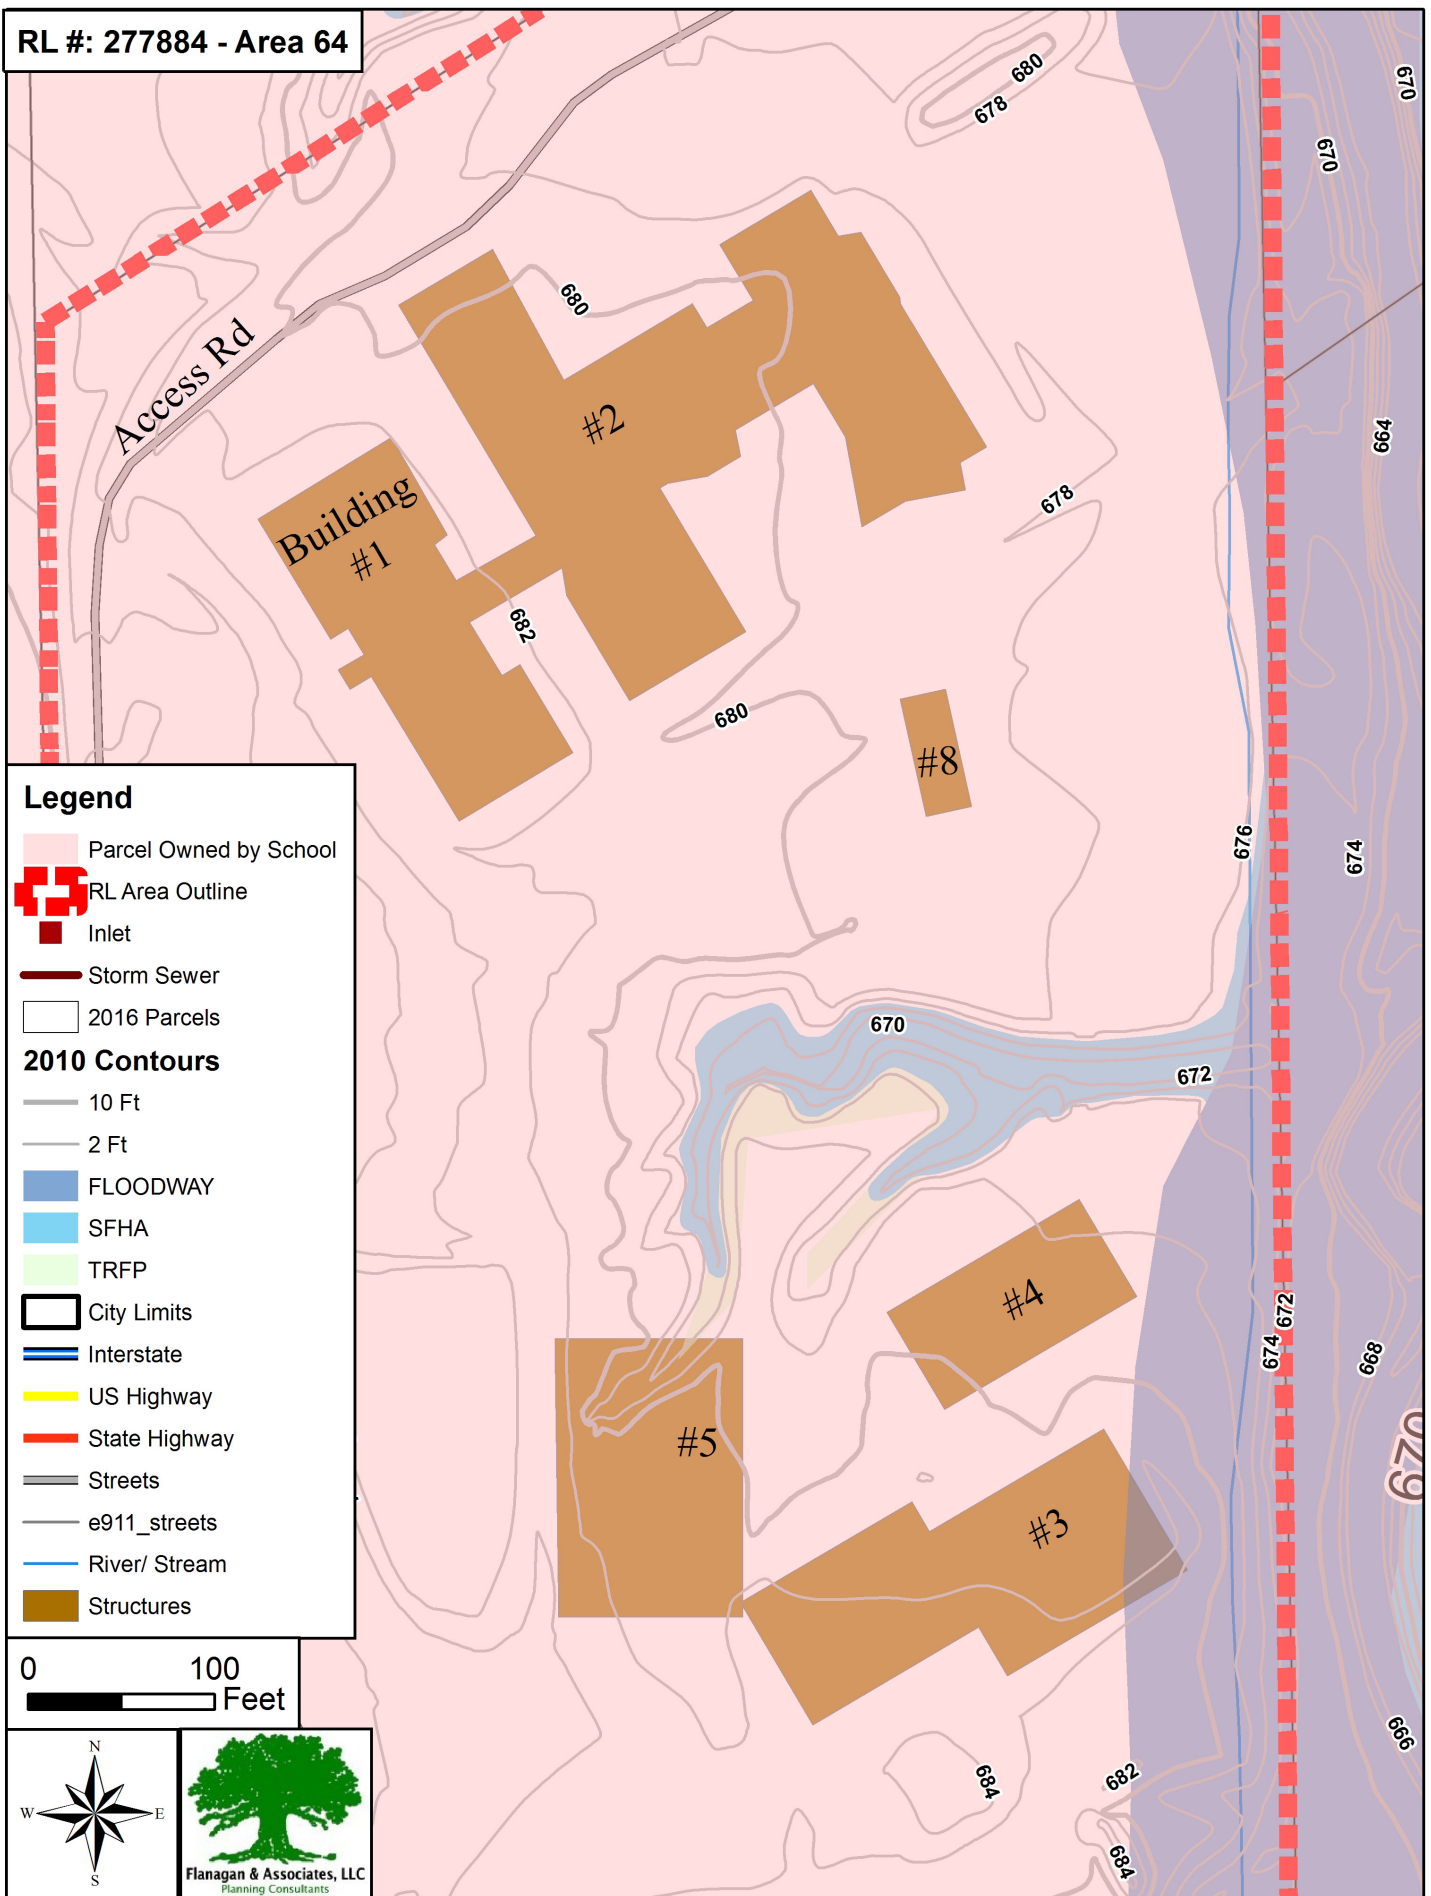 RL #: 277884 - Area 64
680
678
670
670
680
Access Rd
#2
664
Building
#1
678
682
680
#8
676
674
670
672
#4
672
674
668
670
#5
#3
666
684
682
684
Legend
Parcel Owned by School
RL Area Outline
Inlet
Storm Sewer
2016 Parcels
2010 Contours
10 Ft
2 Ft
FLOODWAY
SFHA
TRFP
City Limits
Interstate
US Highway
State Highway
Streets
e911_streets
River/ Stream
Structures
0 100
Feet
N
W E
S
Flanagan & Associates, LLC
Planning Consultants